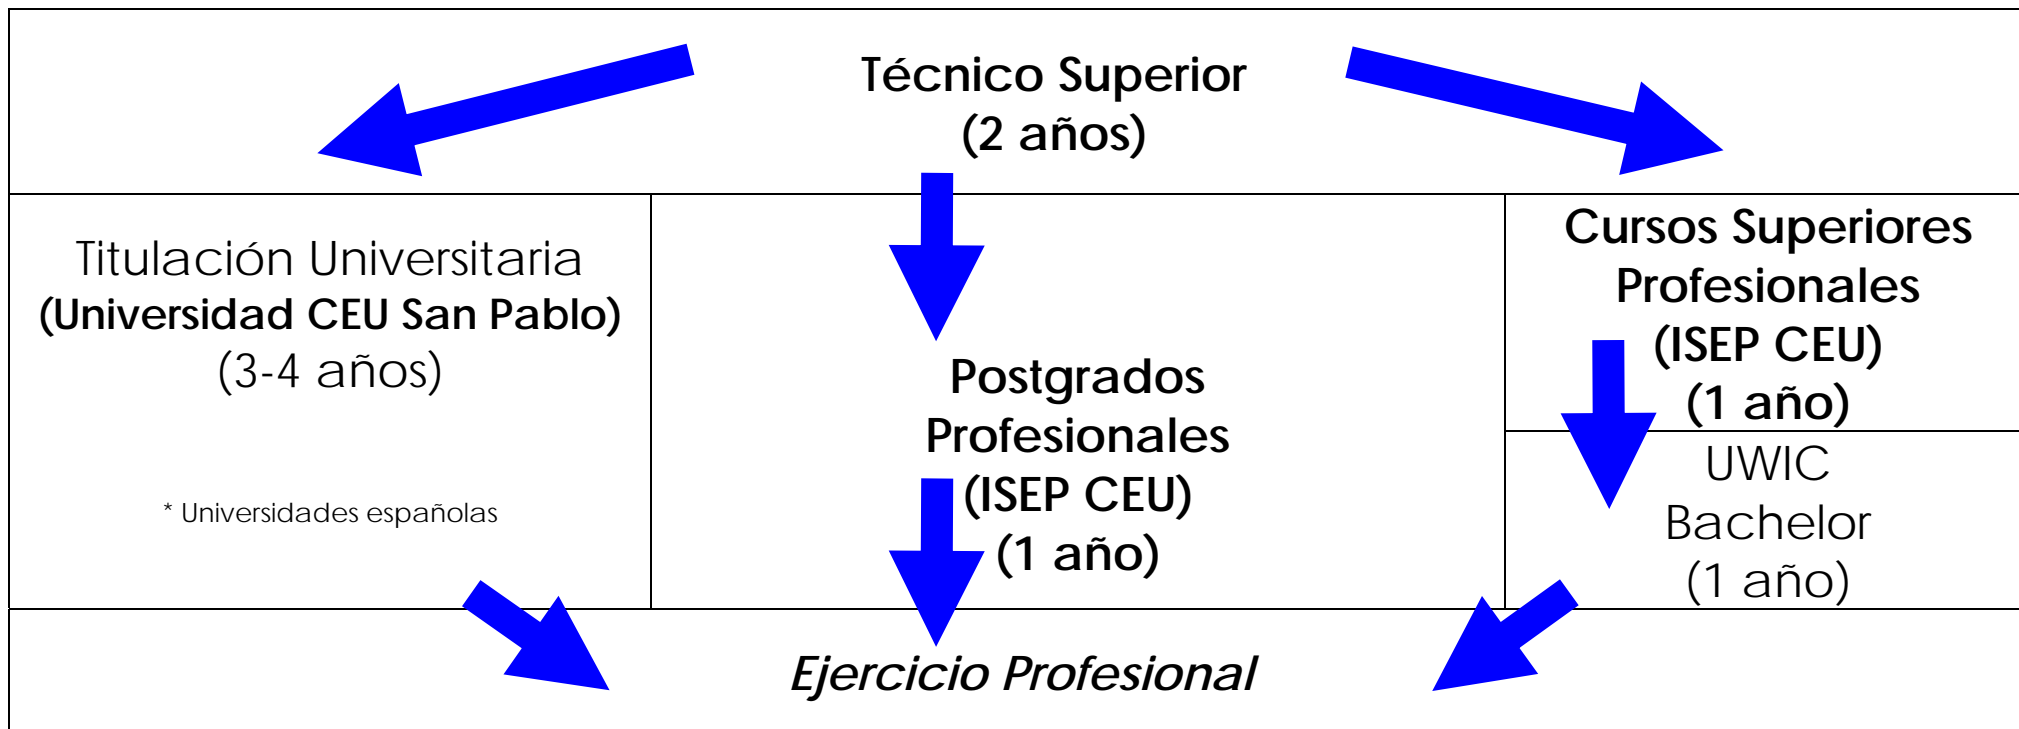 Técnico Superior
(2 años)
Titulación Universitaria
(Universidad CEU San Pablo)
(3-4 años)
* Universidades españolas
Postgrados
Profesionales
(ISEP CEU)
(1 año)
Cursos Superiores
Profesionales
(ISEP CEU)
(1 año)
UWIC
Bachelor
(1 año)
Ejercicio Profesional